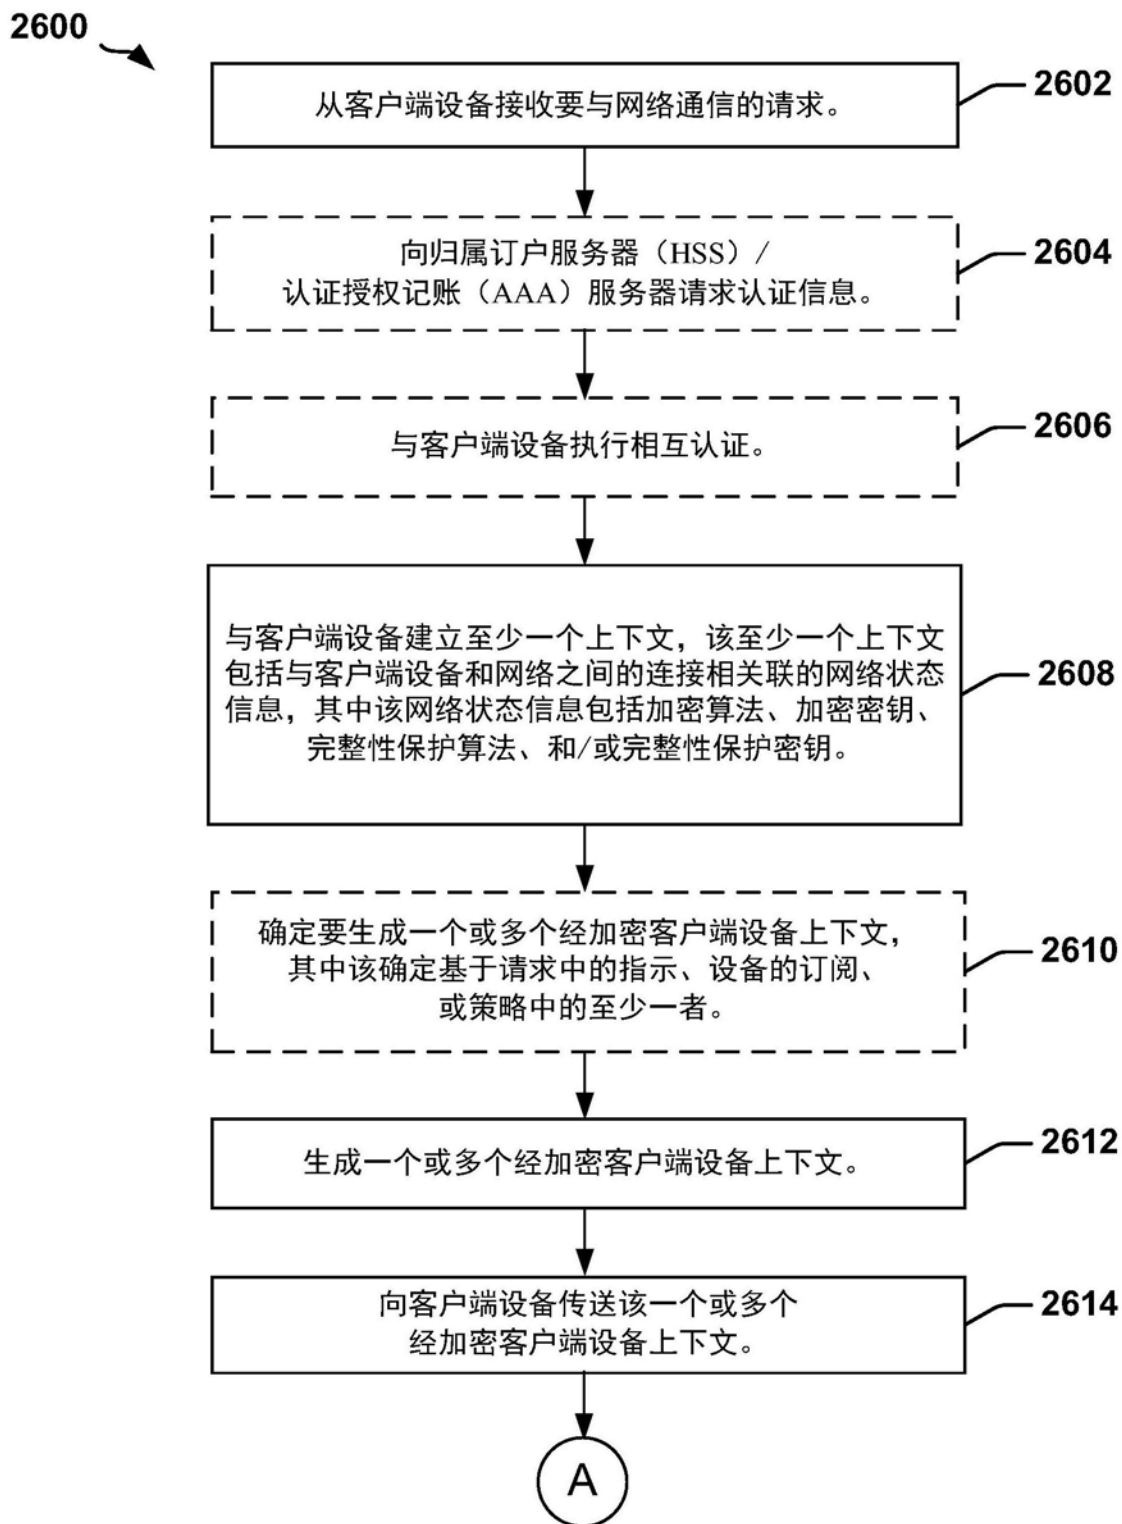 2600
从客户端设备接收要与网络通信的请求。
2602
向归属订户服务器（HSS）/
认证授权记账（AAA）服务器请求认证信息。
2604
与客户端设备执行相互认证。
2606
与客户端设备建立至少一个上下文，该至少一个上下文
包括与客户端设备和网络之间的连接相关联的网络状态
信息，其中该网络状态信息包括加密算法、加密密钥、
完整性保护算法、和/或完整性保护密钥。
2608
确定要生成一个或多个经加密客户端设备上下文，
其中该确定基于请求中的指示、设备的订阅、
或策略中的至少一者。
2610
生成一个或多个经加密客户端设备上下文。
2612
向客户端设备传送该一个或多个
经加密客户端设备上下文。
2614
A